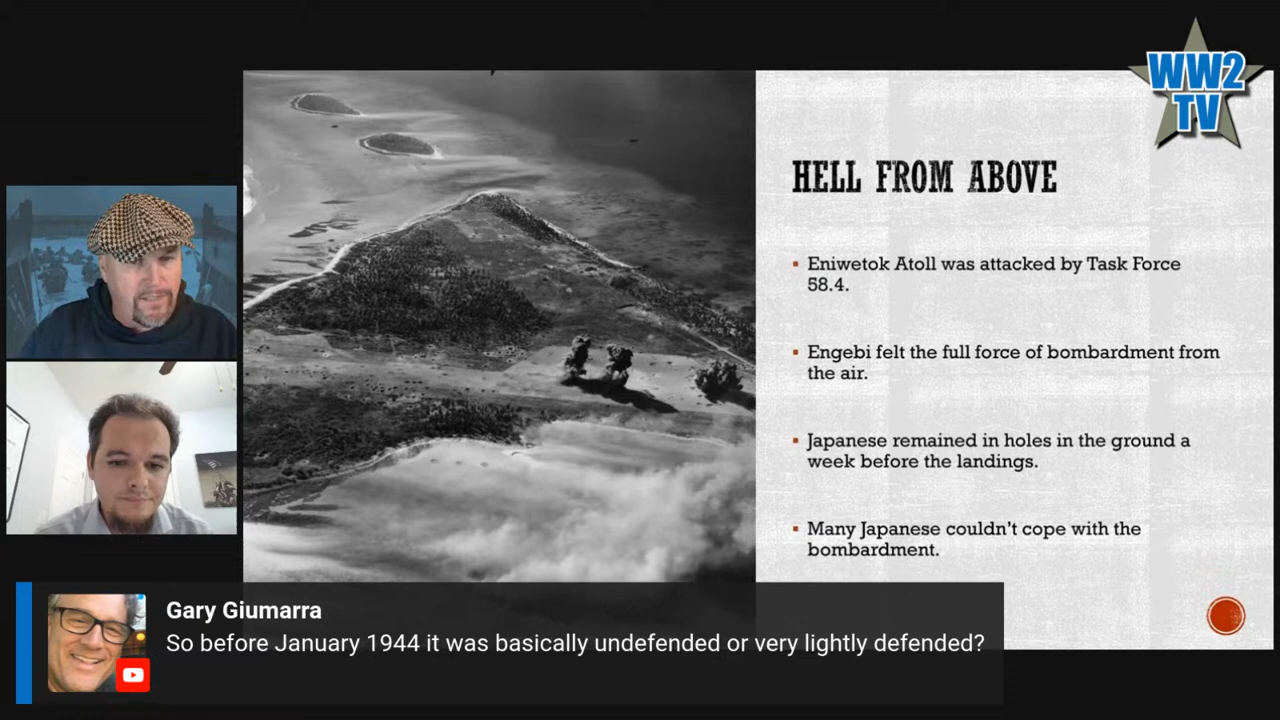 WW2
TV
HELL FROM ABOVE
▪ Eniwetok Atoll was attacked by Task Force
58.4.
▪ Engebi felt the full force of bombardment from
the air.
▪ Japanese remained in holes in the ground a
week before the landings.
▪ Many Japanese couldn't cope with the
bombardment.
Gary Giumarra
So before January 1944 it was basically undefended or very lightly defended?